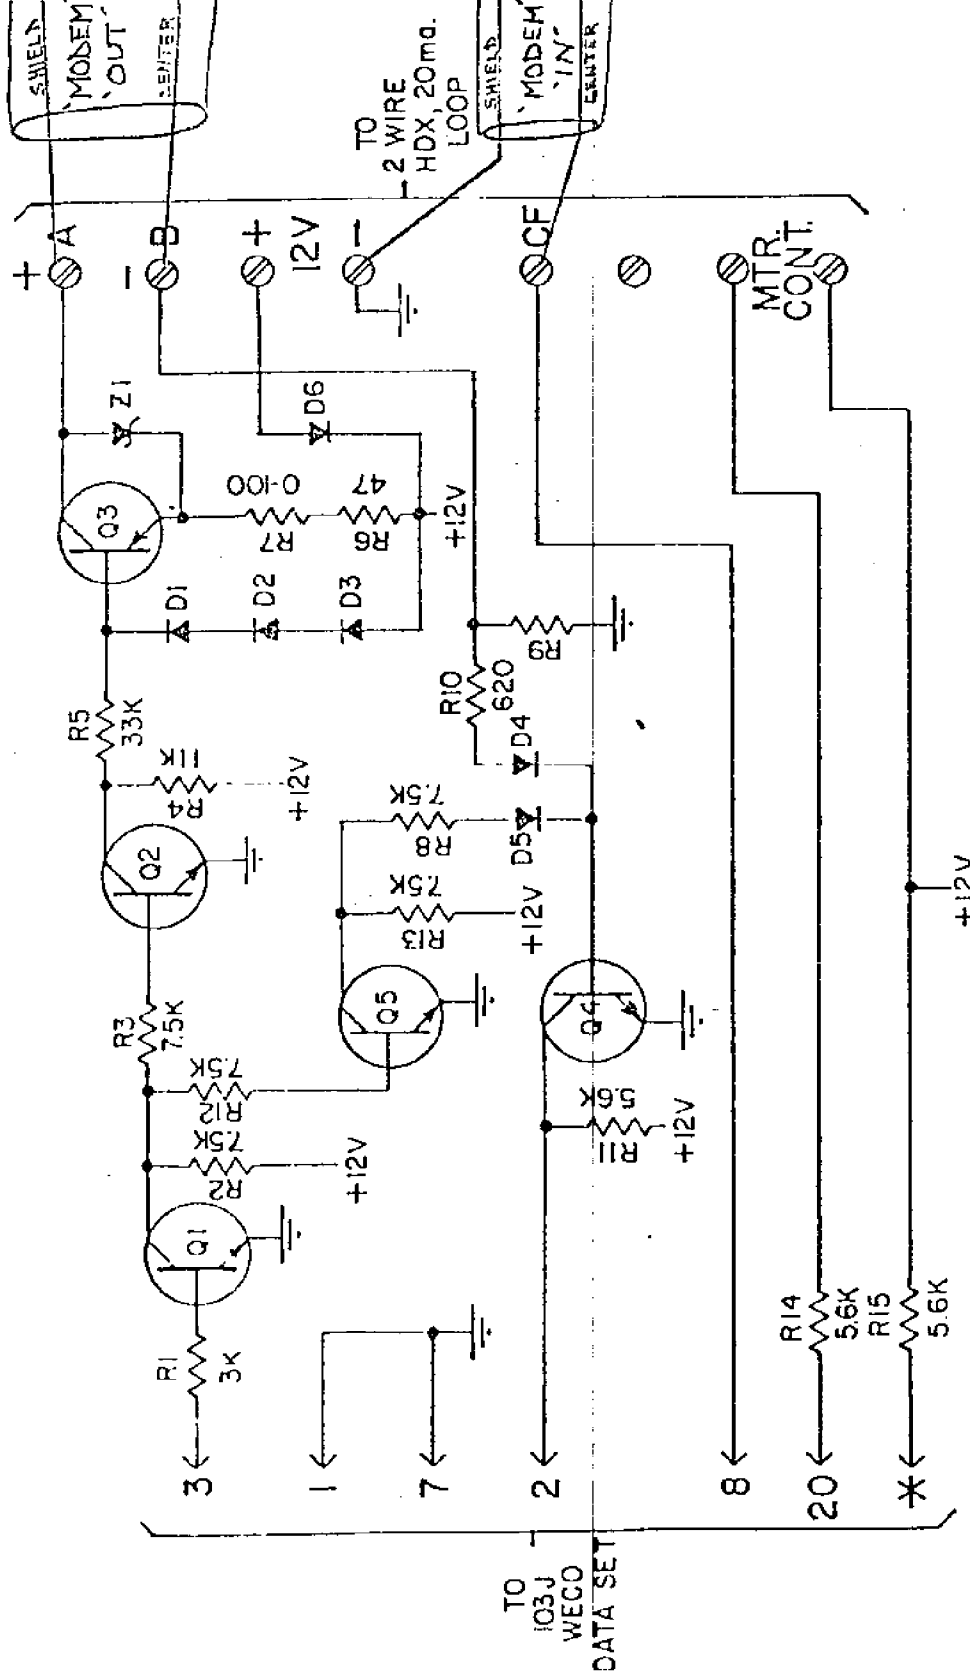 TO
103J
WECO
DATA SET
3
1
7
2
8
20
*
R1
3K
Q1
R2
7.5K
+12V
R12
7.5K
R3
7.5K
Q2
R4
11K
+12V
R5
33K
D1
D2
D3
Q3
R7
0-100
R6
47
+12V
Z1
D6
Q5
R13
7.5K
+12V
R8
7.5K
D5
D4
R10
620
R9
R11
5.6K
+12V
Q4
R14
5.6K
R15
5.6K
+12V
+ A
- B
+
12V
-
CF
MTR.
CONT.
TO
2 WIRE
HDX, 20ma.
LOOP
SHIELD
'MODEM
'OUT'
CENTER
SHIELD
'MODEM
'IN'
CENTER